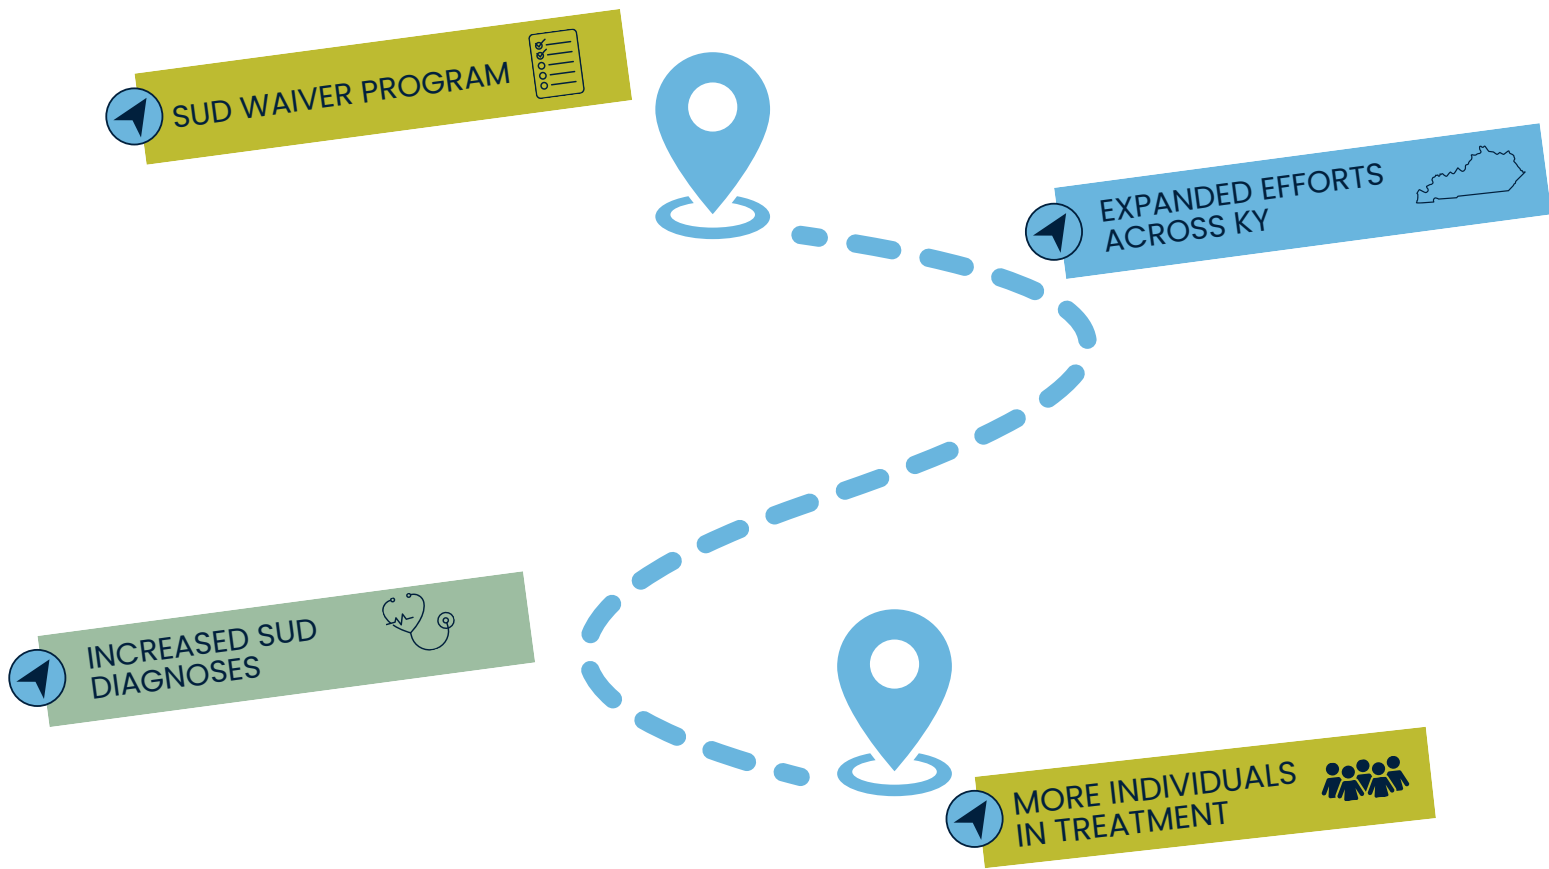 SUD WAIVER PROGRAM
EXPANDED EFFORTS
ACROSS KY
INCREASED SUD
DIAGNOSES
MORE INDIVIDUALS
IN TREATMENT